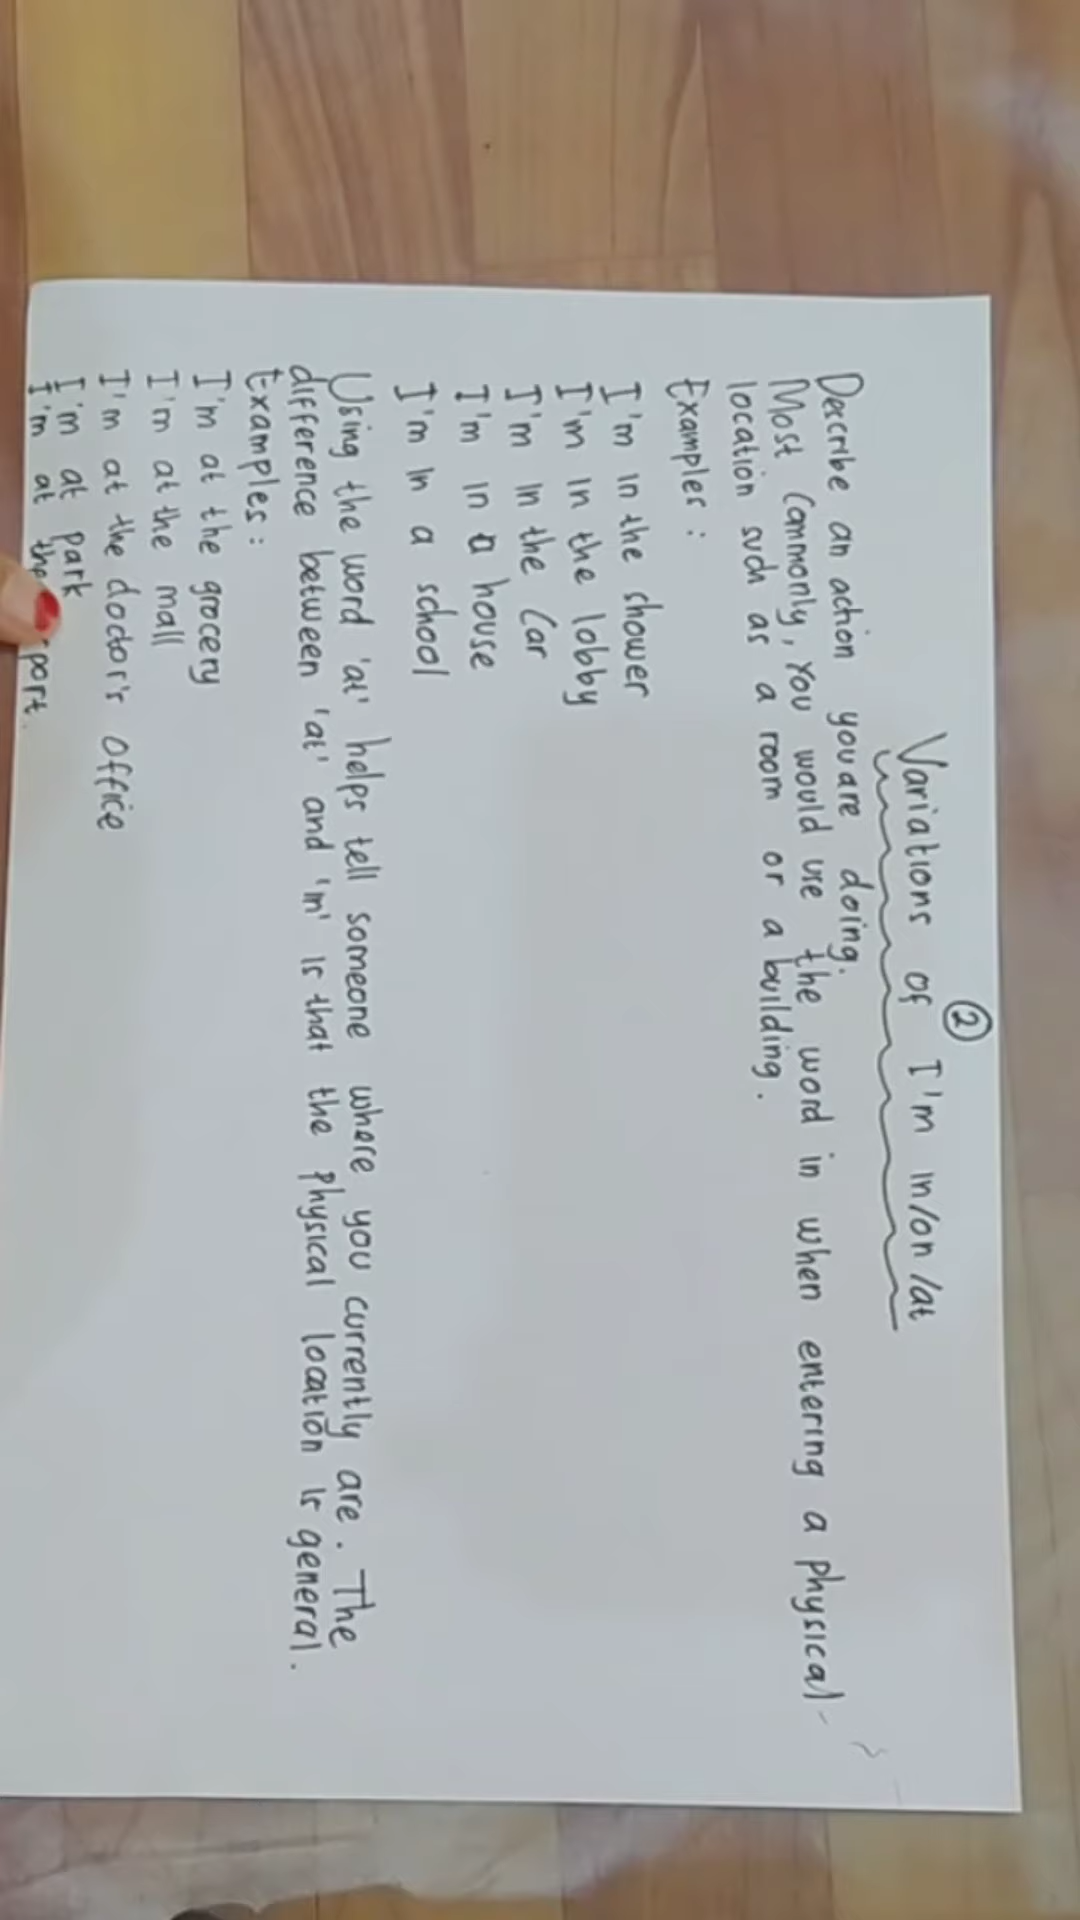 ②
Variations of I'm in/on/at
Describe an action you are doing.
Most Commonly, You would use the word in when entering a physical-
location such as a room or a building.
Examples:
I'm in the shower
I'm in the lobby
I'm in the Car
I'm in a house
I'm in a school
Using the word 'at' helps tell someone where you currently are. The
difference between 'at' and 'in' is that the physical location is general.
Examples:
I'm at the grocery
I'm at the mall
I'm at the doctor's office
I'm at park
I'm at the port.